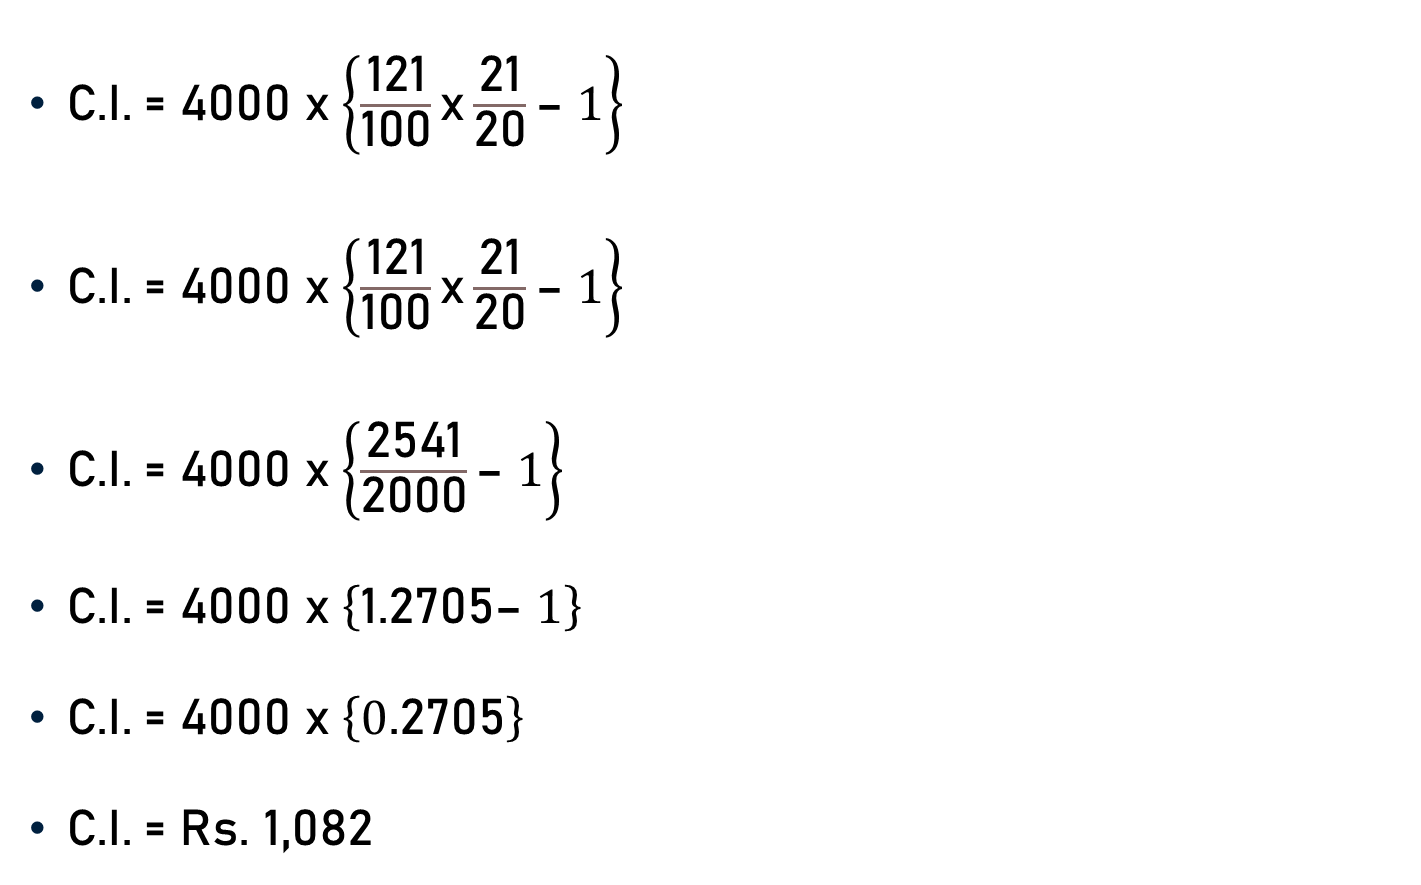 • C.I. = 4000 x {121/100 x 21/20 – 1}
• C.I. = 4000 x {121/100 x 21/20 – 1}
• C.I. = 4000 x {2541/2000 – 1}
• C.I. = 4000 x {1.2705– 1}
• C.I. = 4000 x {0.2705}
• C.I. = Rs. 1,082